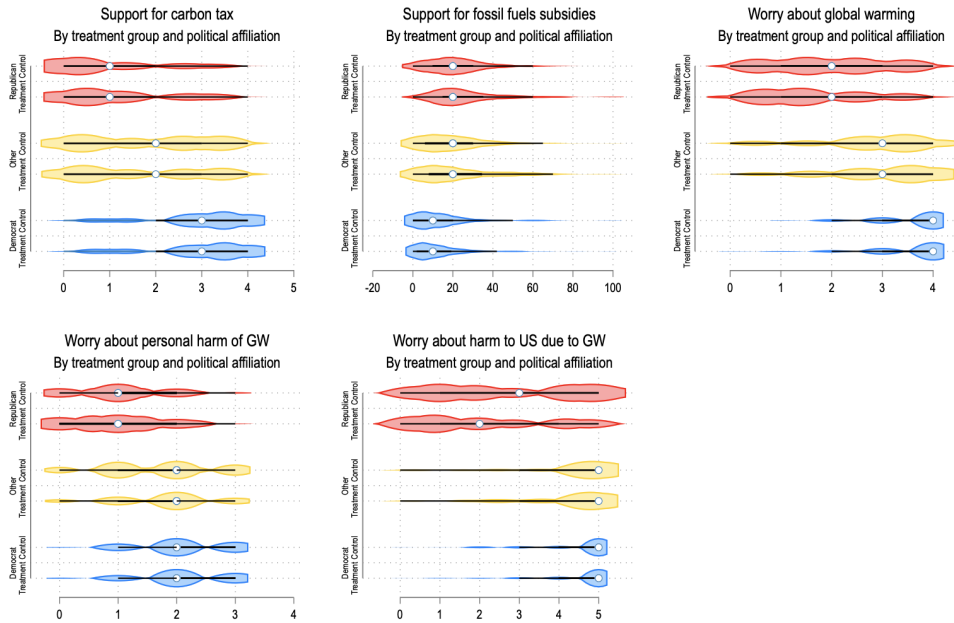 Support for carbon tax
By treatment group and political affiliation
Republican
Treatment Control
Other
Treatment Control
Democrat
Treatment Control
0 1 2 3 4 5
Support for fossil fuels subsidies
By treatment group and political affiliation
Republican
Treatment Control
Other
Treatment Control
Democrat
Treatment Control
-20 0 20 40 60 80 100
Worry about global warming
By treatment group and political affiliation
Republican
Treatment Control
Other
Treatment Control
Democrat
Treatment Control
0 1 2 3 4
Worry about personal harm of GW
By treatment group and political affiliation
Republican
Treatment Control
Other
Treatment Control
Democrat
Treatment Control
0 1 2 3 4
Worry about harm to US due to GW
By treatment group and political affiliation
Republican
Treatment Control
Other
Treatment Control
Democrat
Treatment Control
0 1 2 3 4 5